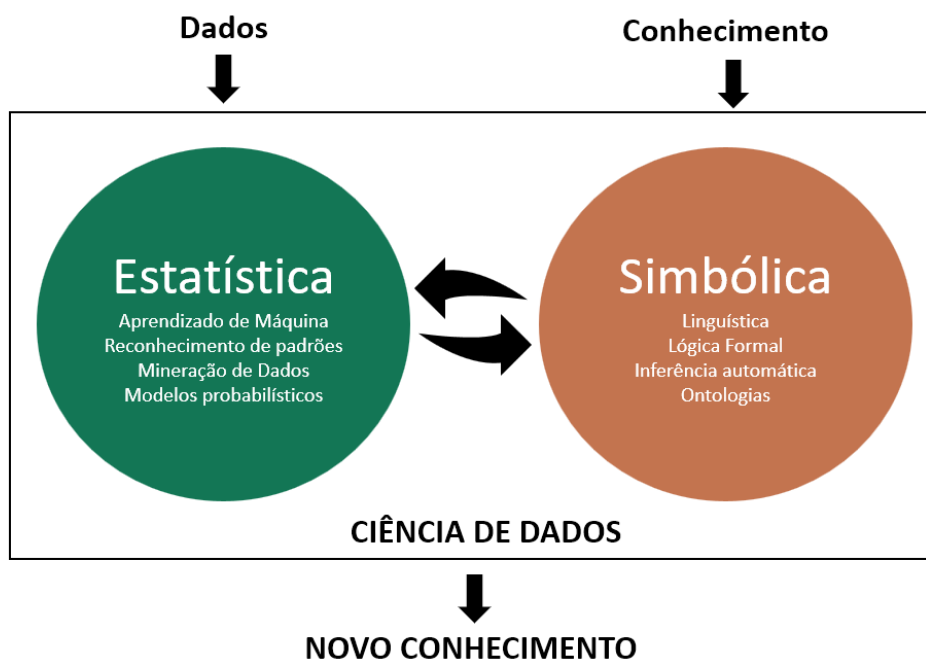 Dados
Conhecimento
Estatística
Aprendizado de Máquina
Reconhecimento de padrões
Mineração de Dados
Modelos probabilísticos
Simbólica
Linguística
Lógica Formal
Inferência automática
Ontologias
CIÊNCIA DE DADOS
NOVO CONHECIMENTO